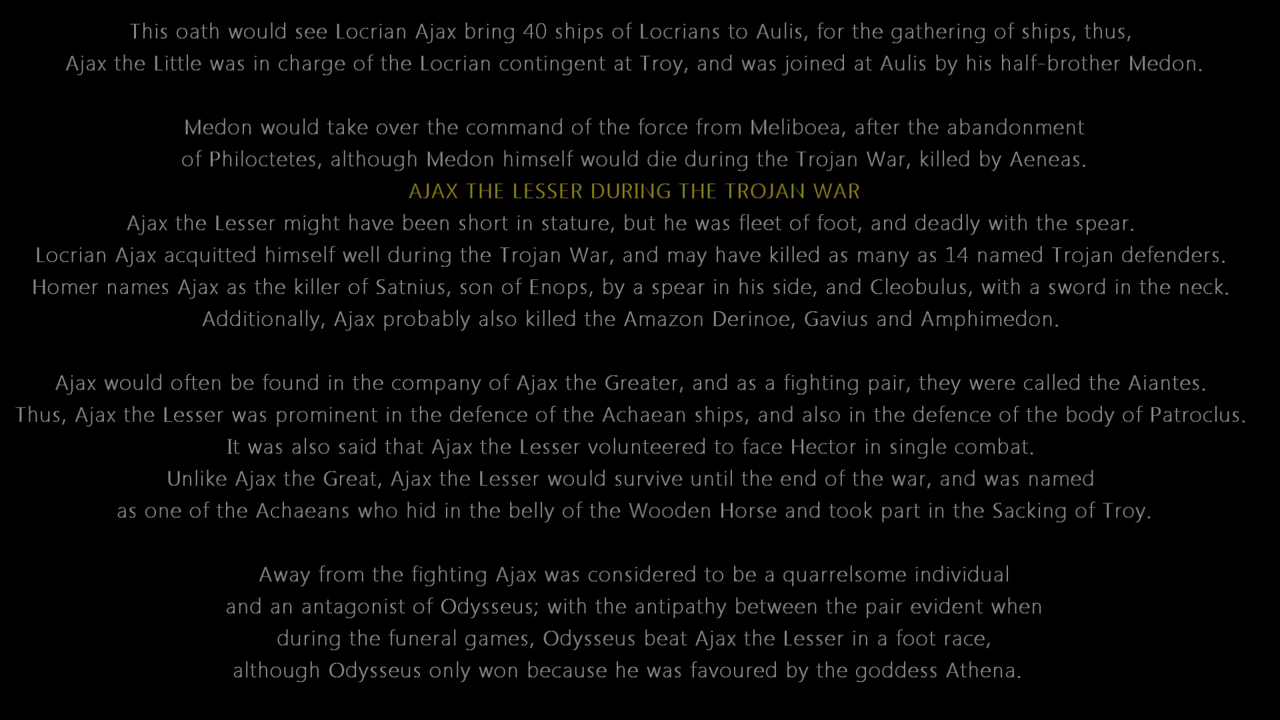 This oath would see Locrian Ajax bring 40 ships of Locrians to Aulis, for the gathering of ships, thus,
Ajax the Little was in charge of the Locrian contingent at Troy, and was joined at Aulis by his half-brother Medon.
Medon would take over the command of the force from Meliboea, after the abandonment
of Philoctetes, although Medon himself would die during the Trojan War, killed by Aeneas.
AJAX THE LESSER DURING THE TROJAN WAR
Ajax the Lesser might have been short in stature, but he was fleet of foot, and deadly with the spear.
Locrian Ajax acquitted himself well during the Trojan War, and may have killed as many as 14 named Trojan defenders.
Homer names Ajax as the killer of Satnius, son of Enops, by a spear in his side, and Cleobulus, with a sword in the neck.
Additionally, Ajax probably also killed the Amazon Derinoe, Gavius and Amphimedon.
Ajax would often be found in the company of Ajax the Greater, and as a fighting pair, they were called the Aiantes.
Thus, Ajax the Lesser was prominent in the defence of the Achaean ships, and also in the defence of the body of Patroclus.
It was also said that Ajax the Lesser volunteered to face Hector in single combat.
Unlike Ajax the Great, Ajax the Lesser would survive until the end of the war, and was named
as one of the Achaeans who hid in the belly of the Wooden Horse and took part in the Sacking of Troy.
Away from the fighting Ajax was considered to be a quarrelsome individual
and an antagonist of Odysseus; with the antipathy between the pair evident when
during the funeral games, Odysseus beat Ajax the Lesser in a foot race,
although Odysseus only won because he was favoured by the goddess Athena.